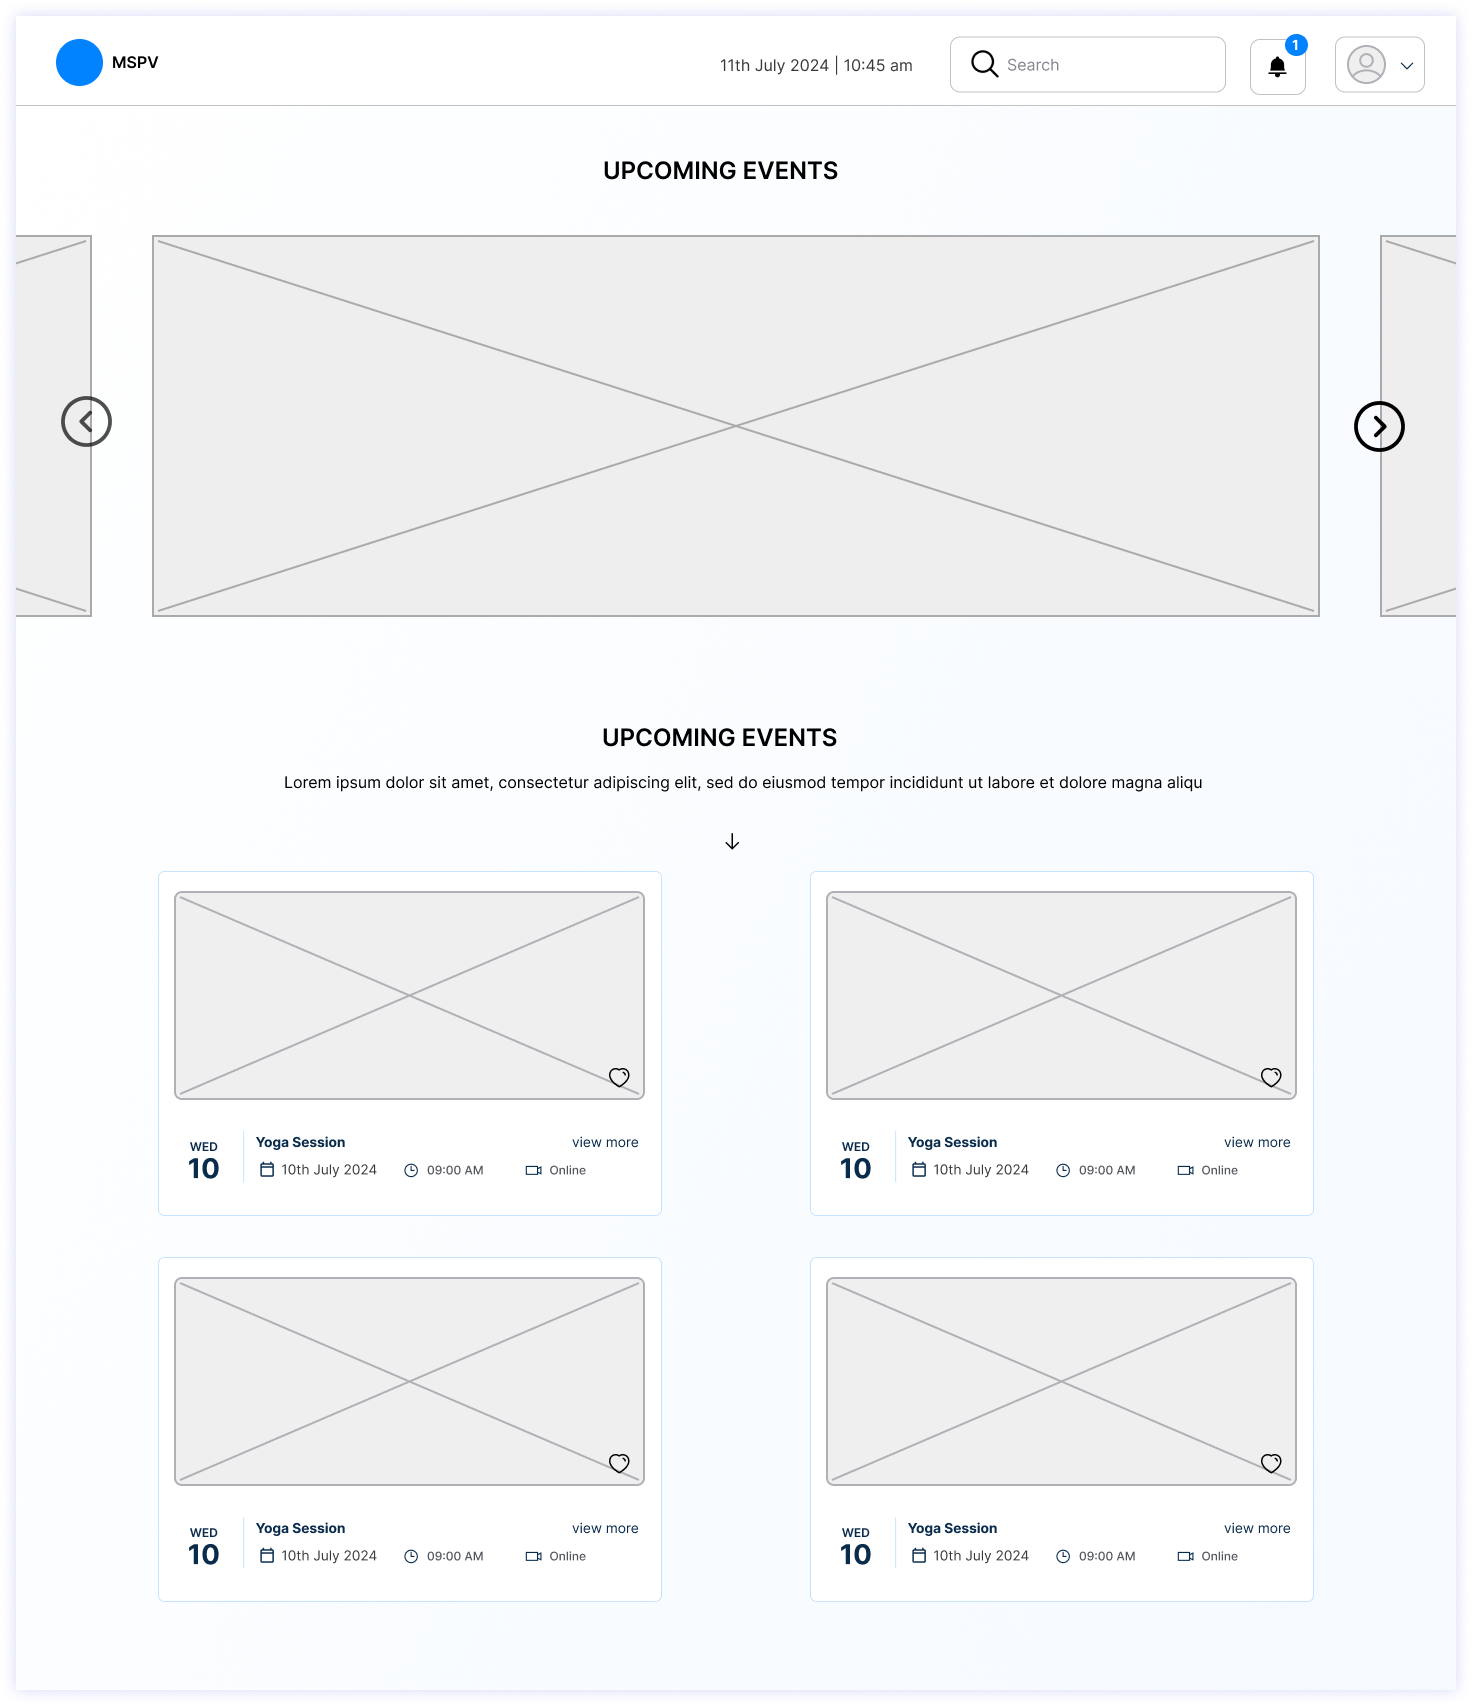 MSPV
11th July 2024 | 10:45 am
Search
1
UPCOMING EVENTS
UPCOMING EVENTS
Lorem ipsum dolor sit amet, consectetur adipiscing elit, sed do eiusmod tempor incididunt ut labore et dolore magna aliqu
WED
10
Yoga Session
view more
10th July 2024
09:00 AM
Online
WED
10
Yoga Session
view more
10th July 2024
09:00 AM
Online
WED
10
Yoga Session
view more
10th July 2024
09:00 AM
Online
WED
10
Yoga Session
view more
10th July 2024
09:00 AM
Online